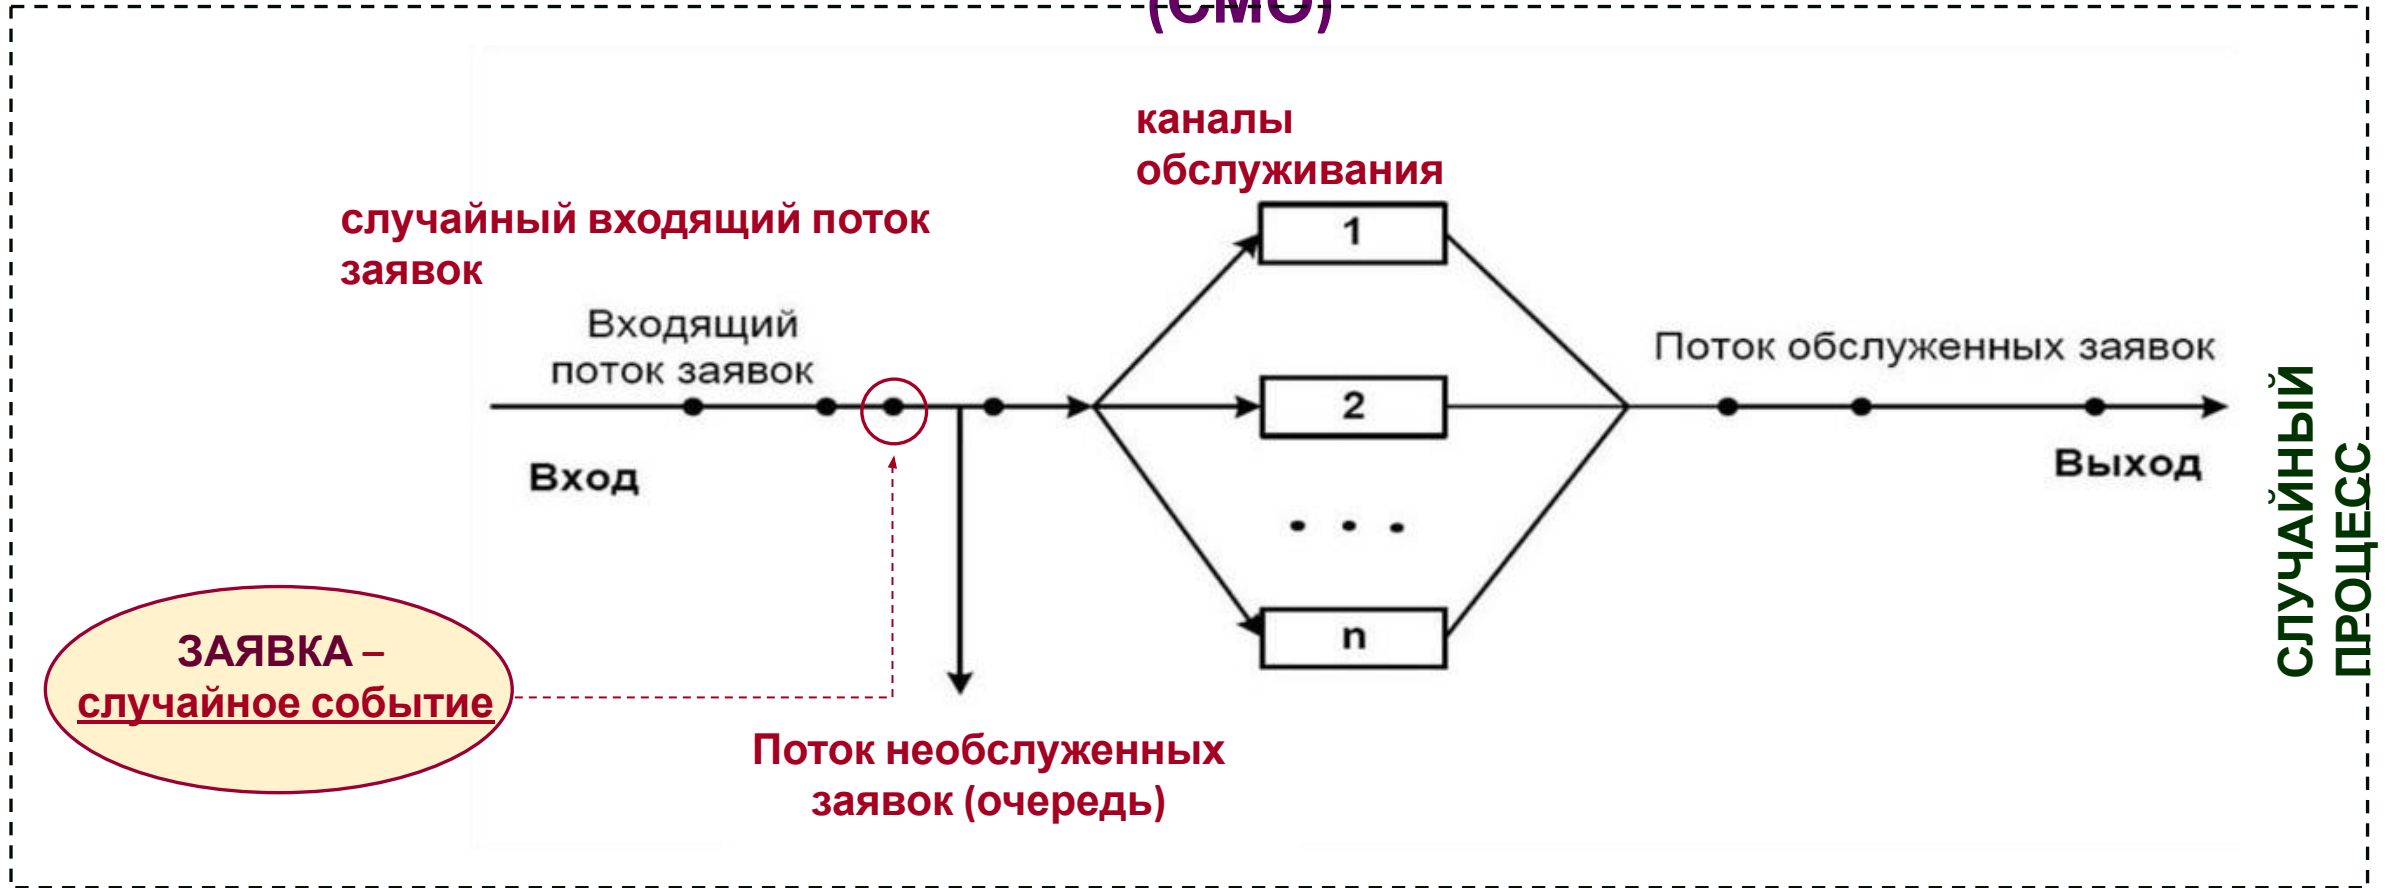 (СМО)
каналы
обслуживания
случайный входящий поток
заявок
1
Входящий
поток заявок
Поток обслуженных заявок
2
Вход
Выход
СЛУЧАЙНЫЙ
ПРОЦЕСС
. . .
n
ЗАЯВКА –
случайное событие
Поток необслуженных
заявок (очередь)